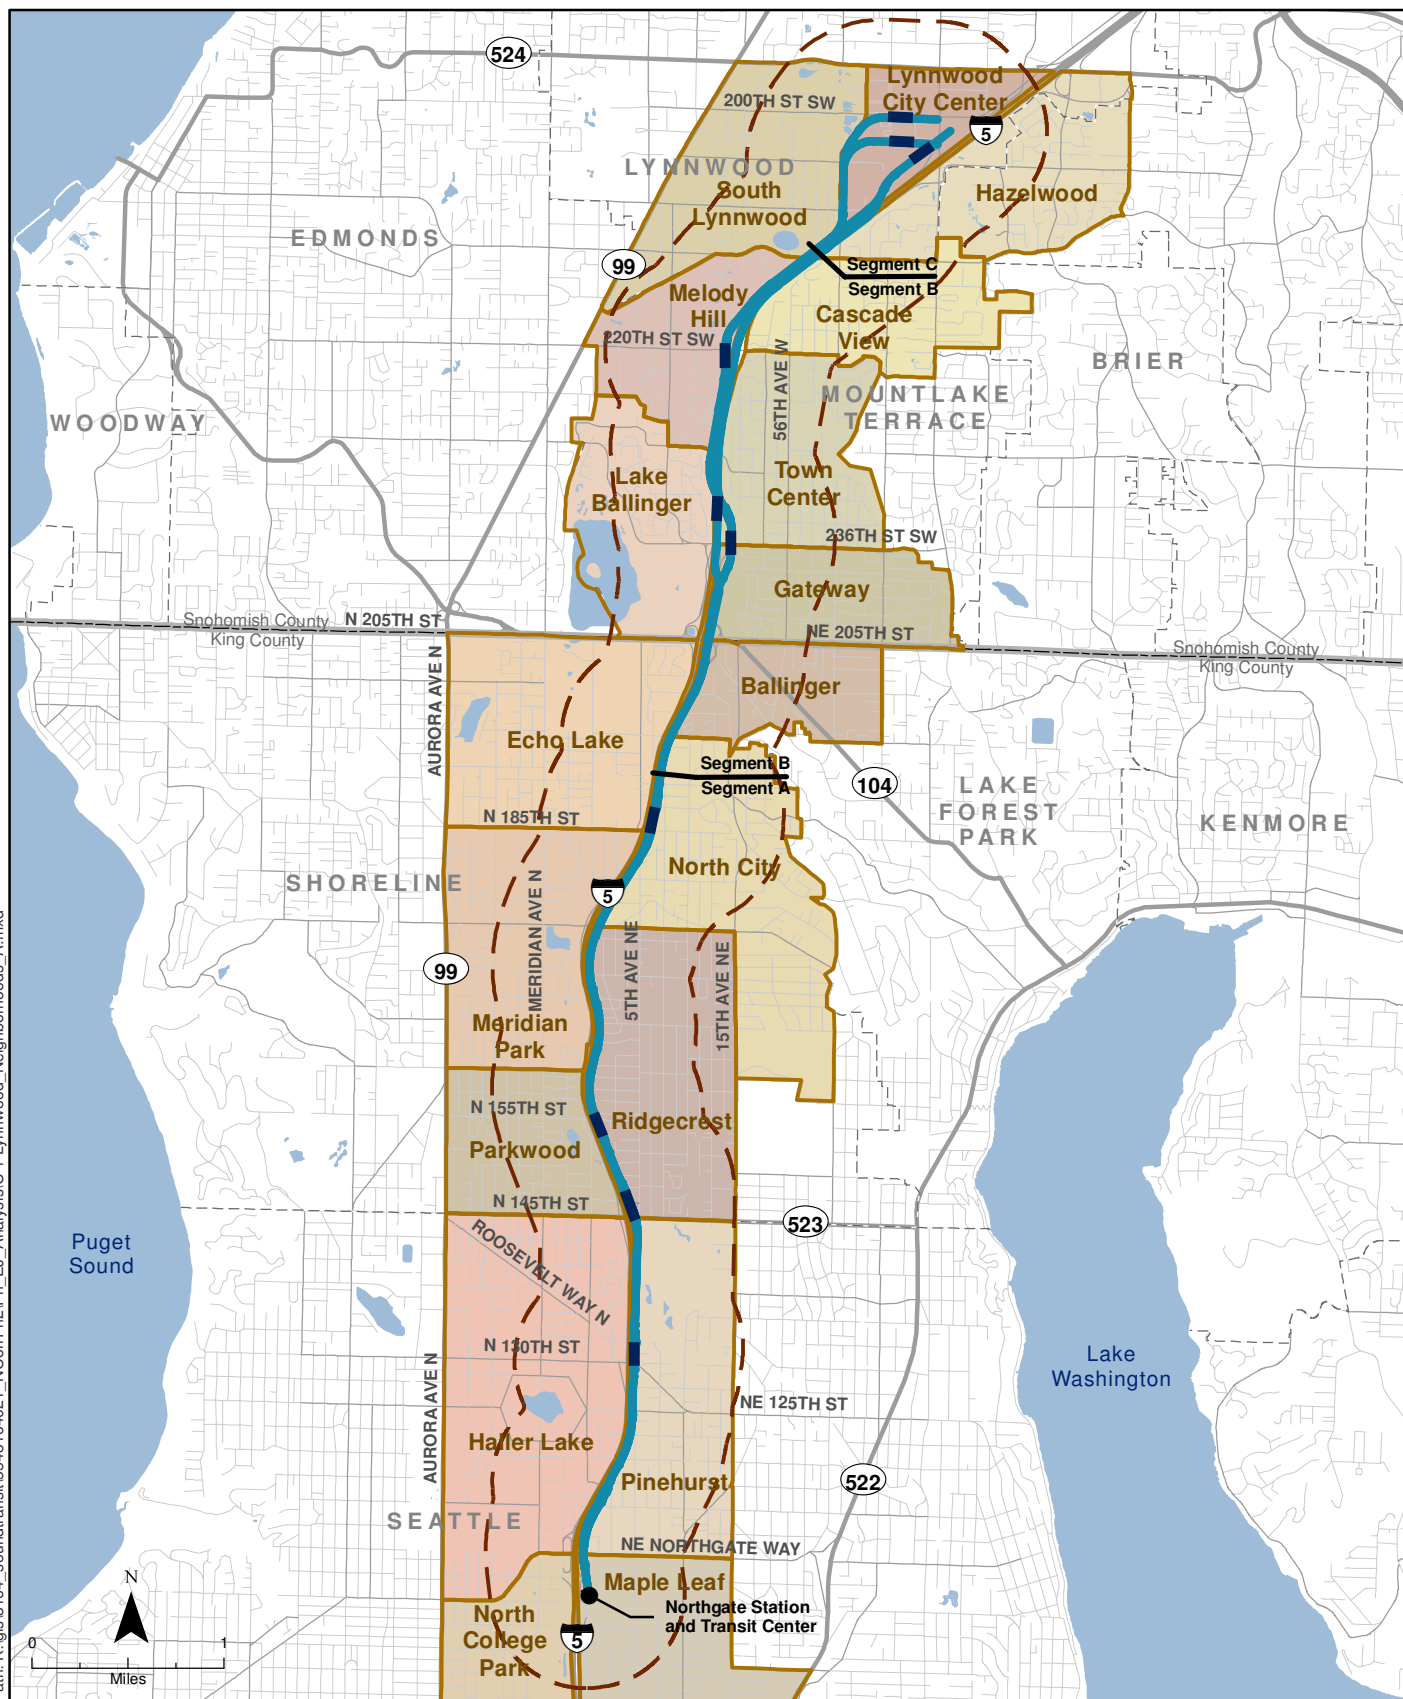 524
Lynnwood
City Center
200TH ST SW
5
LYNNWOOD
South
Lynnwood
Hazelwood
EDMONDS
99
Segment C
Segment B
Melody
Hill
Cascade
View
220TH ST SW
56TH AVE W
BRIER
MOUNTLAKE
TERRACE
WOODWAY
Lake
Ballinger
Town
Center
236TH ST SW
Gateway
Snohomish County
King County
N 205TH ST
NE 205TH ST
Snohomish County
King County
AURORA AVE N
Ballinger
Echo Lake
Segment B
Segment A
104
LAKE
FOREST
PARK
KENMORE
N 185TH ST
North City
SHORELINE
5
MERIDIAN AVE N
5TH AVE NE
15TH AVE NE
99
Meridian
Park
N 155TH ST
Ridgecrest
Parkwood
N 145TH ST
523
ROOSEVELT WAY N
Puget
Sound
N 130TH ST
Lake
Washington
AURORA AVE N
NE 125TH ST
Haller Lake
Pinehurst
522
SEATTLE
NE NORTHGATE WAY
Maple Leaf
Northgate Station
and Transit Center
North
College
Park
5
N
0
1
Miles